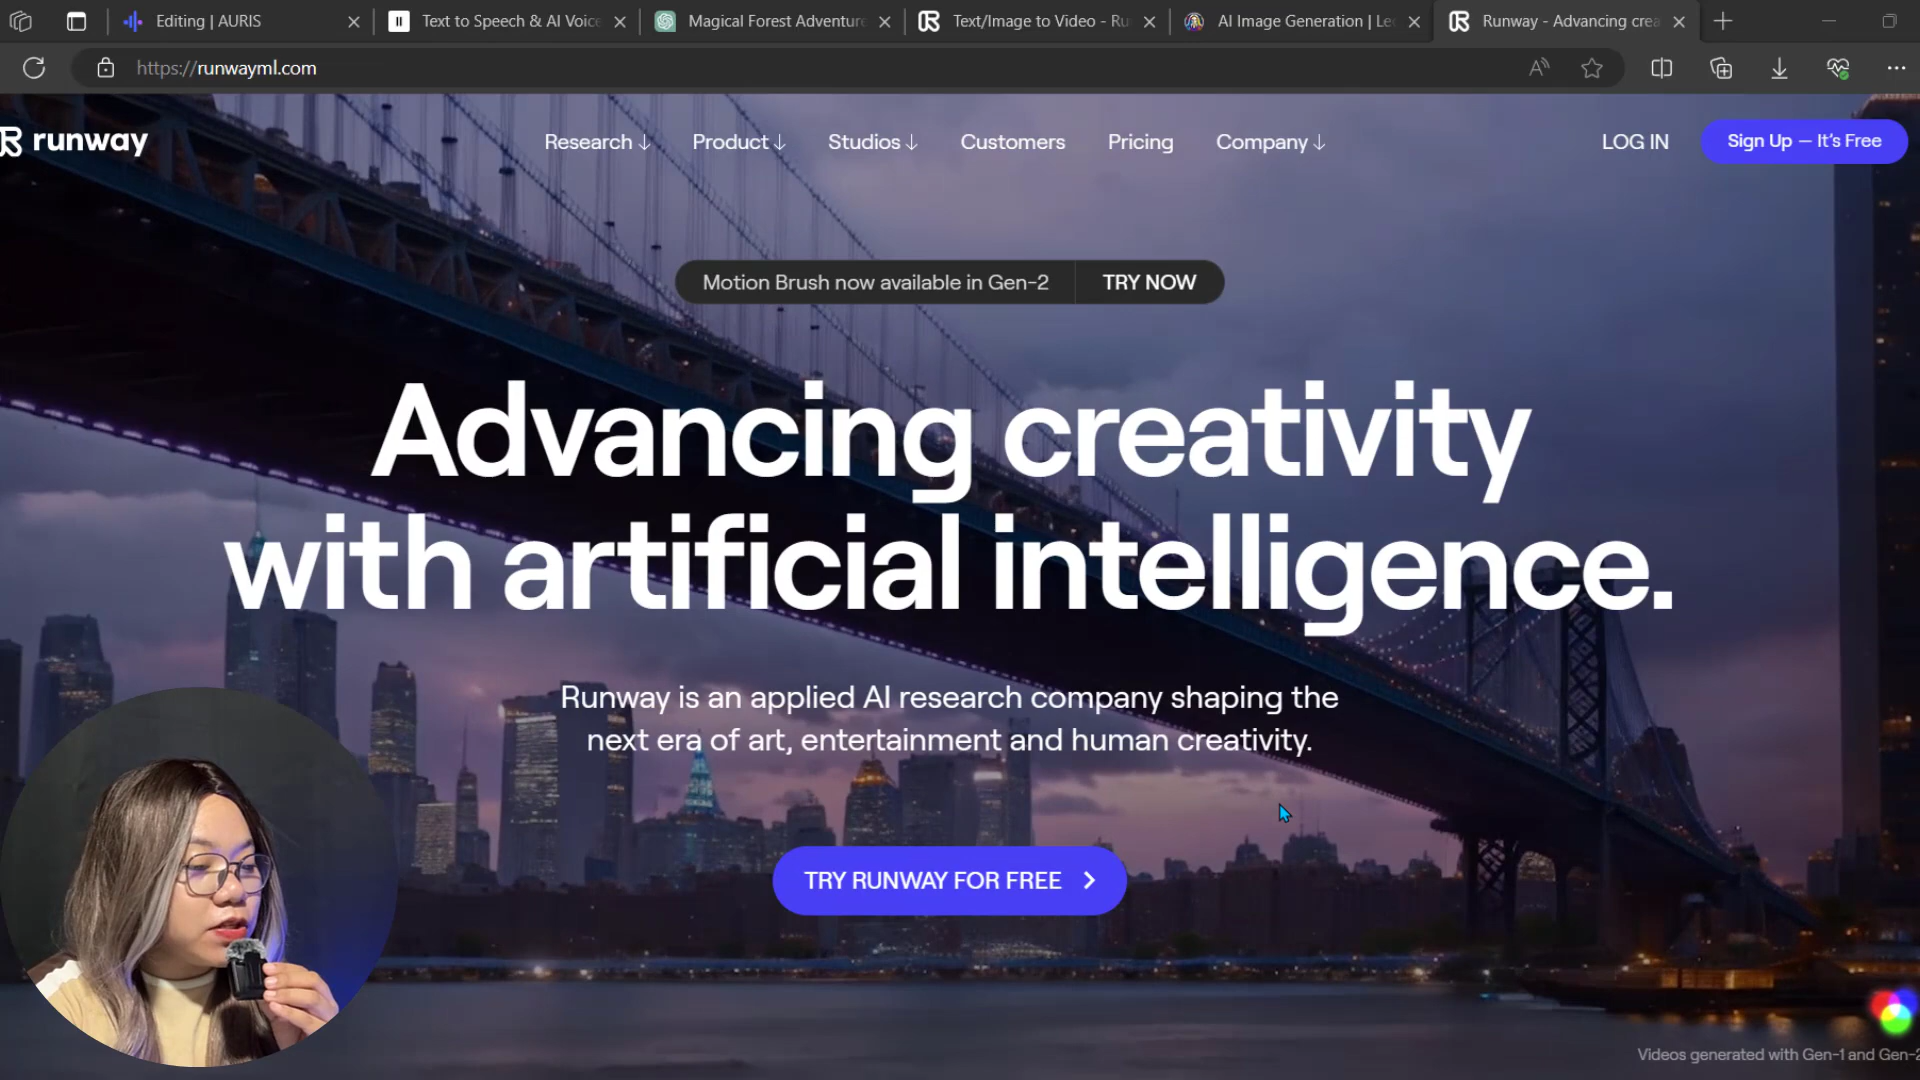 Editing | AURIS
Text to Speech & AI Voice
Magical Forest Adventure
Text/Image to Video - Ru
AI Image Generation | Le
Runway - Advancing crea
https://runwayml.com
runway
Research ↓ Product ↓ Studios ↓ Customers Pricing Company ↓
LOG IN
Sign Up — It's Free
Motion Brush now available in Gen-2 TRY NOW
Advancing creativity
with artificial intelligence.
Runway is an applied AI research company shaping the
next era of art, entertainment and human creativity.
TRY RUNWAY FOR FREE
Videos generated with Gen-1 and Gen-2